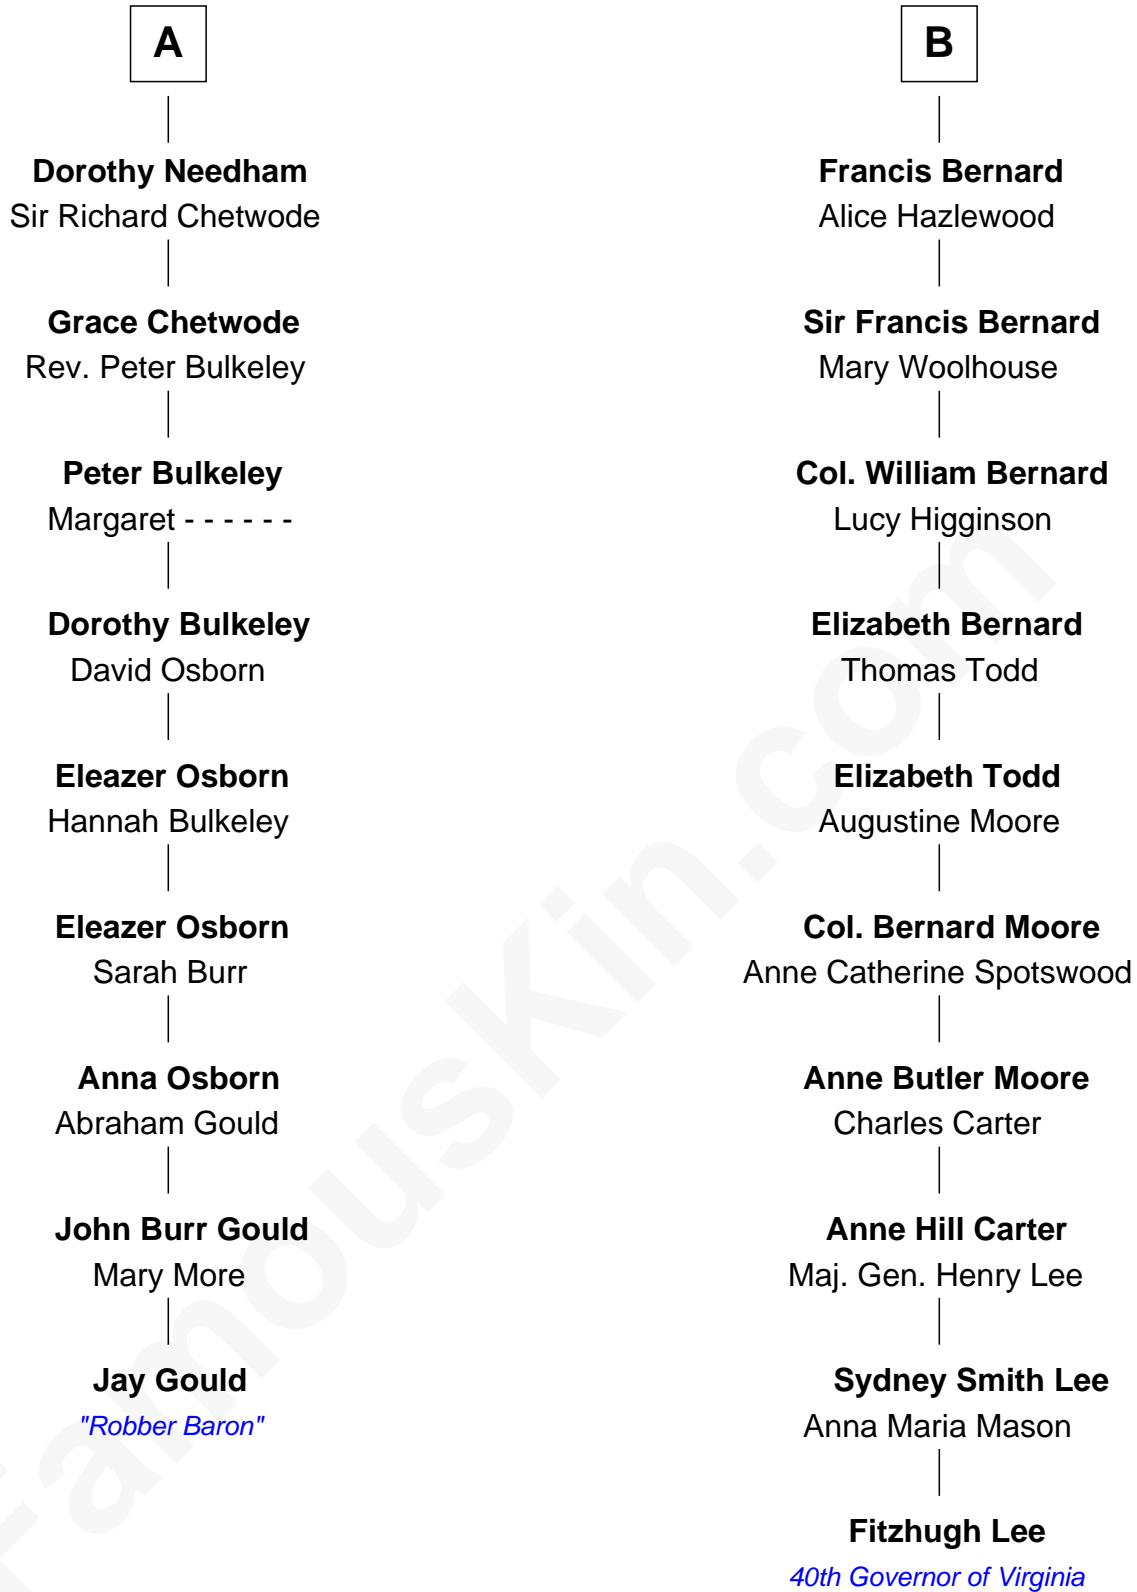 A
Dorothy Needham
Sir Richard Chetwode
Grace Chetwode
Rev. Peter Bulkeley
Peter Bulkeley
Margaret - - - - - -
Dorothy Bulkeley
David Osborn
Eleazer Osborn
Hannah Bulkeley
Eleazer Osborn
Sarah Burr
Anna Osborn
Abraham Gould
John Burr Gould
Mary More
Jay Gould
"Robber Baron"
B
Francis Bernard
Alice Hazlewood
Sir Francis Bernard
Mary Woolhouse
Col. William Bernard
Lucy Higginson
Elizabeth Bernard
Thomas Todd
Elizabeth Todd
Augustine Moore
Col. Bernard Moore
Anne Catherine Spotswood
Anne Butler Moore
Charles Carter
Anne Hill Carter
Maj. Gen. Henry Lee
Sydney Smith Lee
Anna Maria Mason
Fitzhugh Lee
40th Governor of Virginia
FamousKin.com